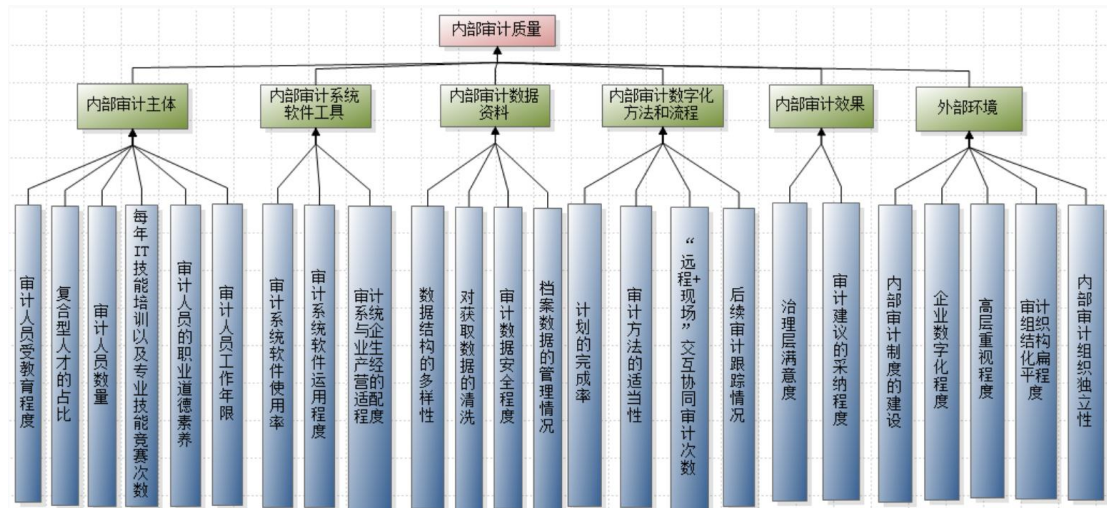 内部审计质量
内部审计主体
内部审计系统
软件工具
内部审计数据
资料
内部审计数字化
方法和流程
内部审计效果
外部环境
审计人员受教育程度
复合型人才的占比
审计人员数量
每年IT技能培训以及专业技能竞赛次数
审计人员的职业道德素养
审计人员工作年限
审计系统软件使用率
审计系统软件运用程度
审计系统与企业生产经营的适配程度
数据结构的多样性
对获取数据的清洗
审计数据安全程度
档案数据的管理情况
计划的完成率
审计方法的适当性
“远程+现场”交互协同审计次数
后续审计跟踪情况
治理层满意度
审计建议的采纳程度
内部审计制度的建设
企业数字化程度
高层重视程度
审计组织结构扁平化程度
内部审计组织独立性